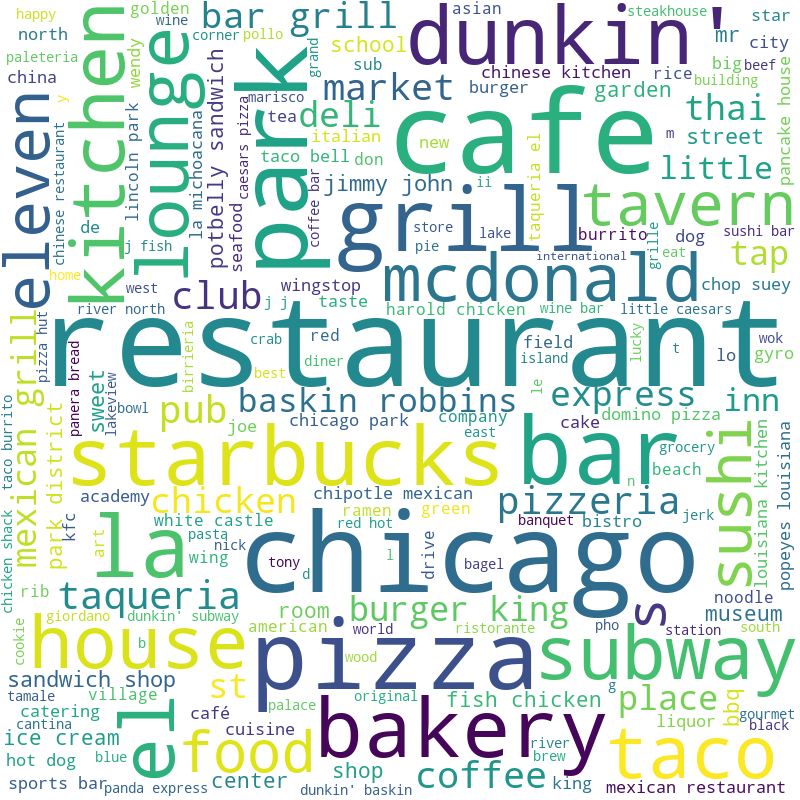 happy
golden
wine
bar grill
dunkin'
asian
steakhouse
star
north
corner
pollo
grand
school
mr
city
paleteria
china
wendy
sub
chinese kitchen
rice
big
beef
building
eleven
kitchen
lounge
park
market
burger
garden
thai
pancake house
marisco
tea
deli
cafe
y
lincoln park
la michoacana
potbelly sandwich
caesars pizza
italian
new
m
street
chinese restaurant
taco bell
don
taqueria el
little
seafood
coffee bar
jimmy john
ii
grill
tavern
de
j fish
store
lake
burrito
dog
sushi bar
pie
grille
eat
tap
international
home
west
club
wingstop
mcdonald
chop suey
river north
j j
taste
harold chicken
wine bar
little caesars
pizza hut
mexican grill
panera bread
restaurant
crab
red
field
lucky
t
wok
lo
gyro
birrieria
diner
island
best
le
sweet
lakeview
bowl
pub
baskin robbins
express
inn
taco burrito
park district
joe
chicago park
company
cake
domino pizza
east
starbucks
bar
grocery
sushi
n
beach
louisiana kitchen
popeyes louisiana
academy
chicken
chipotle mexican
pizzeria
kfc
art
white castle
ramen
green
jerk
chicken shack
red hot
banquet
bistro
pasta
drive
la
nick
wing
tony
l
chicago
bagel
d
noodle
rib
taqueria
room
burger king
s
museum
giordano
dunkin' subway
american
world
ristorante
pho
station
south
cookie
house
b
pizza
subway
wood
sandwich shop
st
g
tamale
village
palace
original
fish chicken
place
bbq
gourmet
catering
el
café
bakery
liquor
black
cantina
cuisine
ice cream
food
river
taco
hot dog
blue
shop
coffee
brew
sports bar
panda express
center
dunkin' baskin
king
mexican restaurant